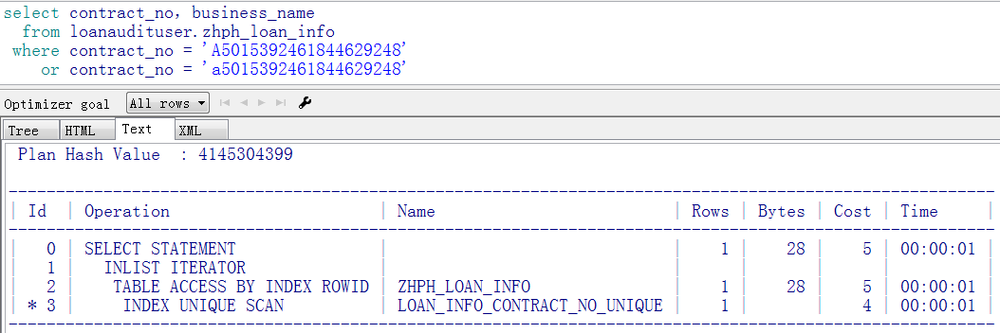 select contract_no, business_name
from loanaudituser.zhph_loan_info
where contract_no = 'A5015392461844629248'
or contract_no = 'a5015392461844629248'
Optimizer goal All rows
Tree HTML Text XML
Plan Hash Value : 4145304399
-----------------------------------------------------------------
| Id | Operation | Name | Rows | Bytes | Cost | Time |
-----------------------------------------------------------------
| 0 | SELECT STATEMENT | | 1 | 28 | 5 | 00:00:01 |
| 1 | INLIST ITERATOR | | | | | |
| 2 | TABLE ACCESS BY INDEX ROWID | ZHPH_LOAN_INFO | 1 | 28 | 5 | 00:00:01 |
| * 3 | INDEX UNIQUE SCAN | LOAN_INFO_CONTRACT_NO_UNIQUE | 1 | | 4 | 00:00:01 |
-----------------------------------------------------------------